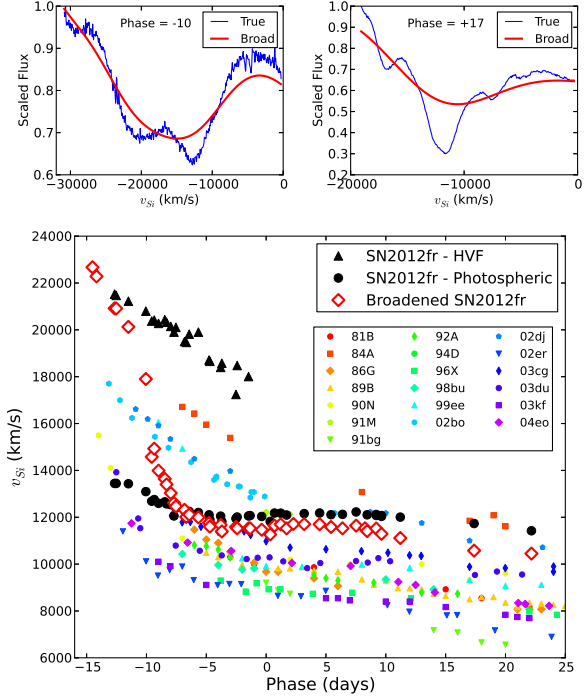 Phase = -10
True
Broad
1.0
0.9
0.8
0.7
0.6
Scaled Flux
−30000 −20000 −10000 0
v_Si (km/s)
Phase = +17
True
Broad
1.0
0.9
0.8
0.7
0.6
0.5
0.4
0.3
0.2
Scaled Flux
−20000 −10000 0
v_Si (km/s)
24000
22000
20000
18000
16000
14000
12000
10000
8000
6000
v_Si (km/s)
SN2012fr - HVF
SN2012fr - Photospheric
Broadened SN2012fr
81B 92A 02dj
84A 94D 02er
86G 96X 03cg
89B 98bu 03du
90N 99ee 03kf
91M 02bo 04eo
91bg
−15 −10 −5 0 5 10 15 20 25
Phase (days)